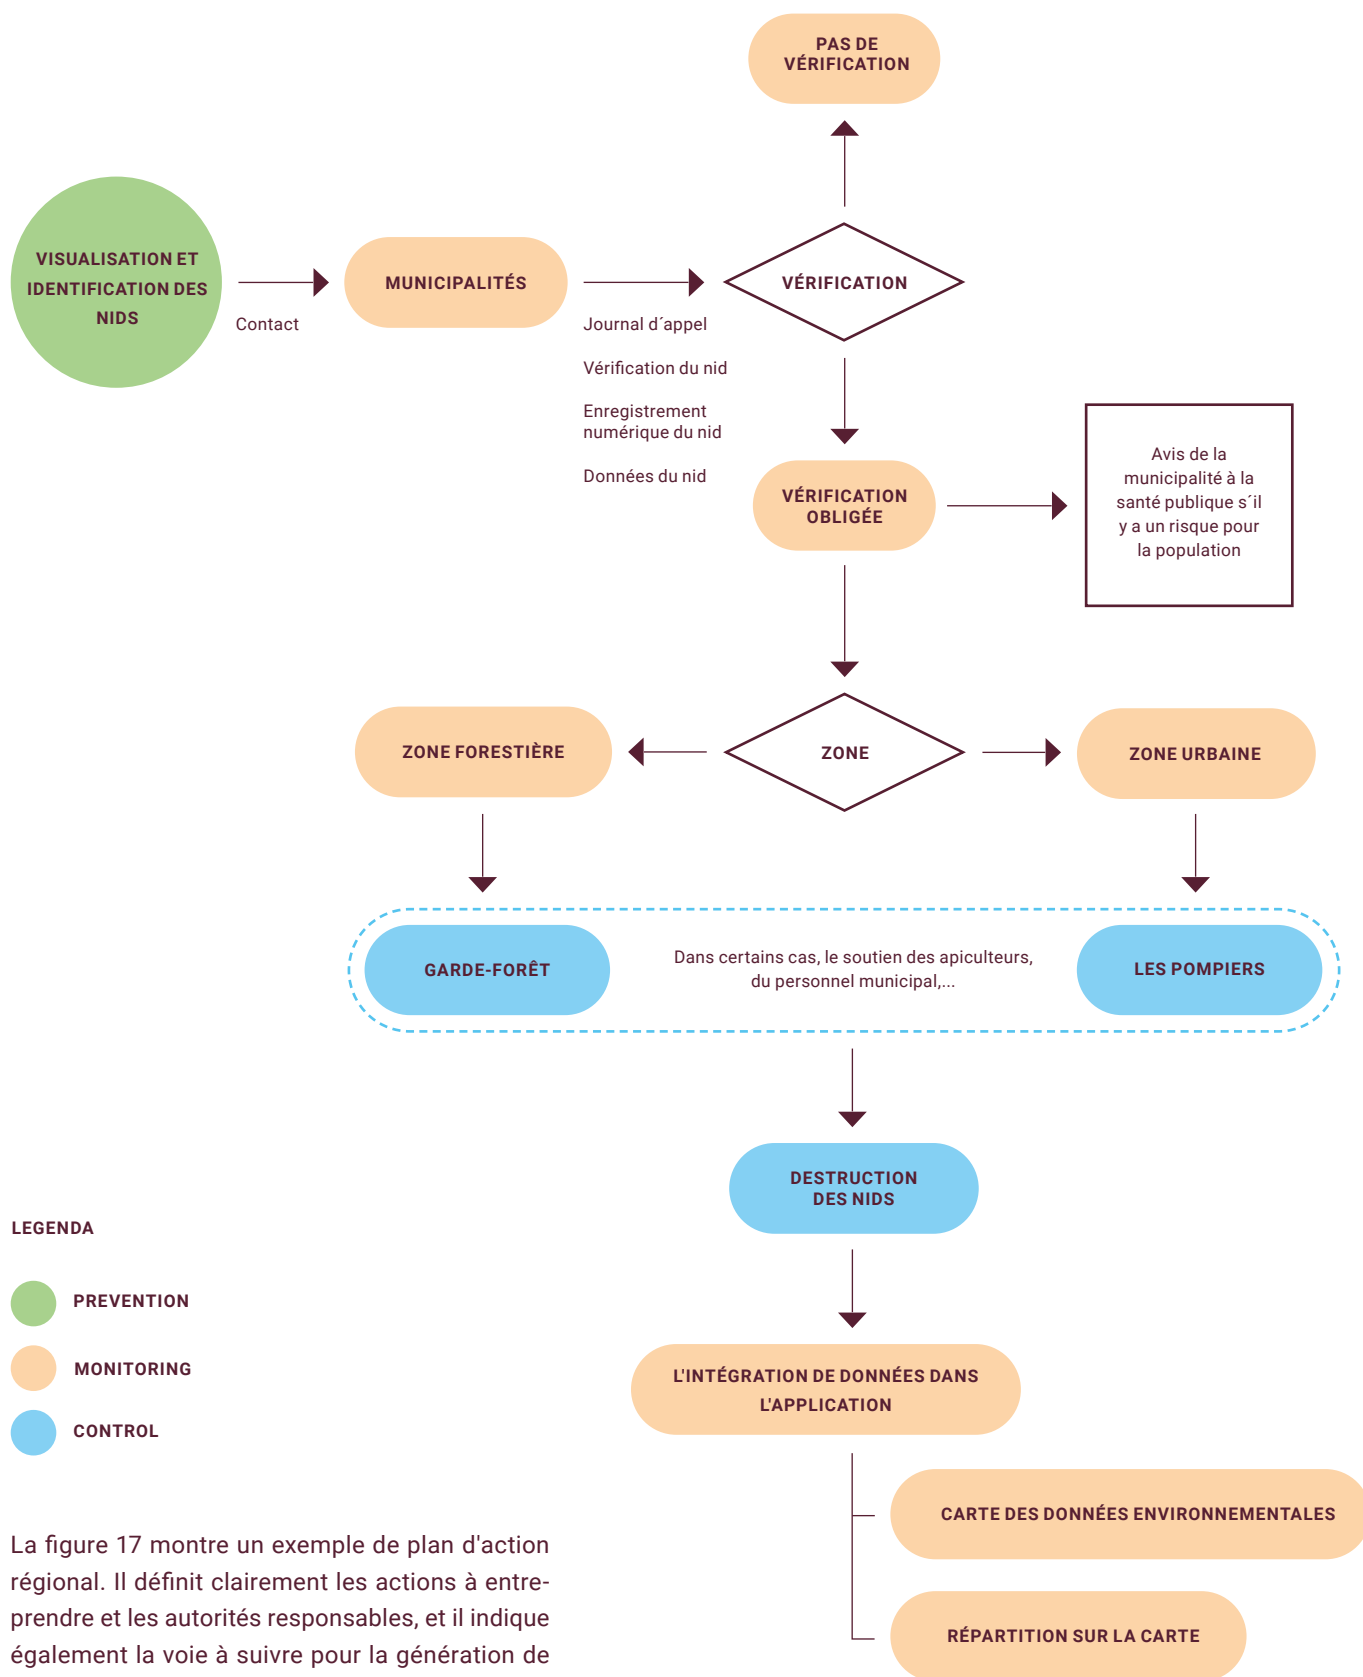 PAS DE
VÉRIFICATION
VISUALISATION ET
IDENTIFICATION DES
NIDS
Contact
MUNICIPALITÉS
Journal d´appel
Vérification du nid
Enregistrement
numérique du nid
Données du nid
VÉRIFICATION
VÉRIFICATION
OBLIGÉE
Avis de la
municipalité à la
santé publique s´il
y a un risque pour
la population
ZONE FORESTIÈRE
ZONE
ZONE URBAINE
GARDE-FORÊT
Dans certains cas, le soutien des apiculteurs,
du personnel municipal,...
LES POMPIERS
DESTRUCTION
DES NIDS
LEGENDA
PREVENTION
MONITORING
CONTROL
L'INTÉGRATION DE DONNÉES DANS
L'APPLICATION
CARTE DES DONNÉES ENVIRONNEMENTALES
RÉPARTITION SUR LA CARTE
La figure 17 montre un exemple de plan d'action
régional. Il définit clairement les actions à entre-
prendre et les autorités responsables, et il indique
également la voie à suivre pour la génération de